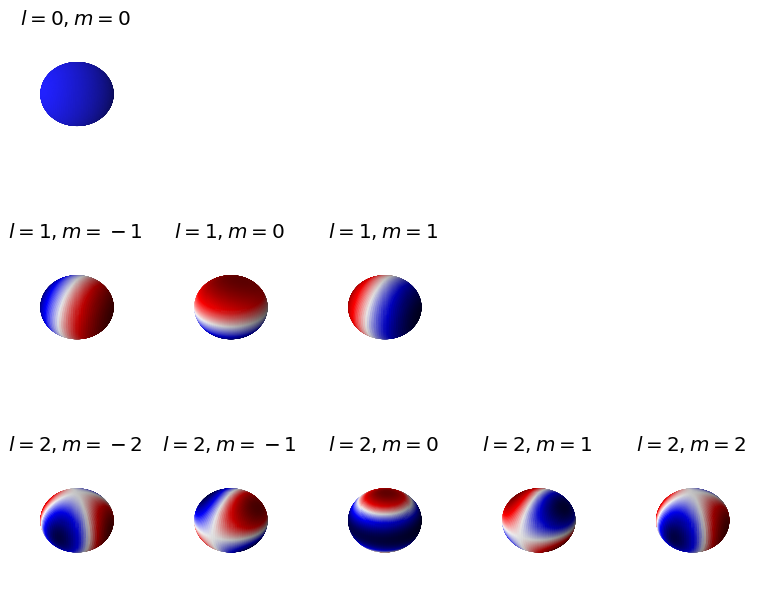 l = 0, m = 0
l = 1, m = −1
l = 1, m = 0
l = 1, m = 1
l = 2, m = −2
l = 2, m = −1
l = 2, m = 0
l = 2, m = 1
l = 2, m = 2